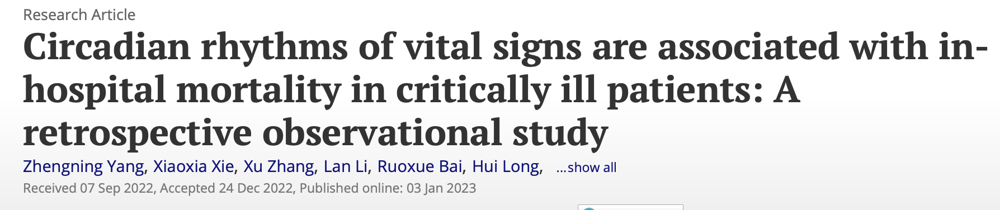 Research Article
Circadian rhythms of vital signs are associated with in-
hospital mortality in critically ill patients: A
retrospective observational study
Zhengning Yang, Xiaoxia Xie, Xu Zhang, Lan Li, Ruoxue Bai, Hui Long, ...show all
Received 07 Sep 2022, Accepted 24 Dec 2022, Published online: 03 Jan 2023